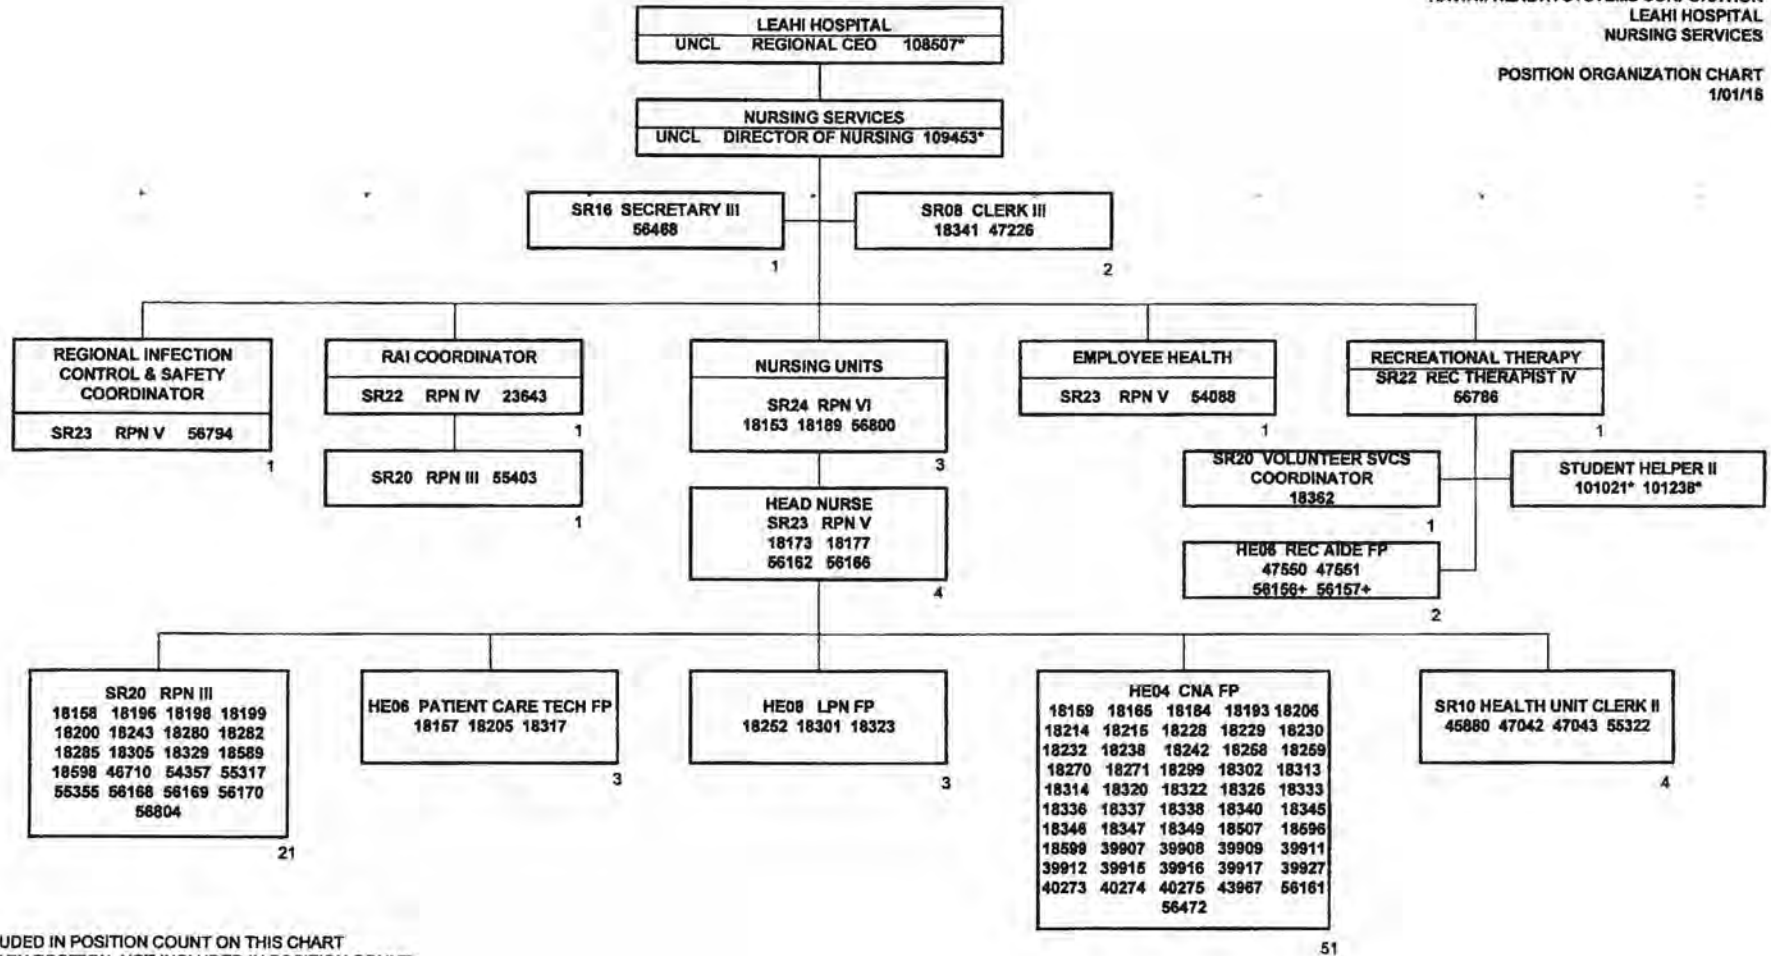 LEAHI HOSPITAL
NURSING SERVICES
POSITION ORGANIZATION CHART
1/01/16
LEAHI HOSPITAL
UNCL REGIONAL CEO 108507*
NURSING SERVICES
UNCL DIRECTOR OF NURSING 109453*
SR16 SECRETARY III
56468
1
SR08 CLERK III
18341 47226
2
REGIONAL INFECTION
CONTROL & SAFETY
COORDINATOR
SR23 RPN V 56794
1
RAI COORDINATOR
SR22 RPN IV 23643
1
SR20 RPN III 55403
1
NURSING UNITS
SR24 RPN VI
18153 18189 56800
3
HEAD NURSE
SR23 RPN V
18173 18177
56162 56166
4
EMPLOYEE HEALTH
SR23 RPN V 54088
1
RECREATIONAL THERAPY
SR22 REC THERAPIST IV
56786
1
SR20 VOLUNTEER SVCS
COORDINATOR
18362
1
STUDENT HELPER II
101021* 101238*
HE06 REC AIDE FP
47550 47551
56156+ 56157+
2
SR20 RPN III
18158 18196 18198 18199
18200 18243 18280 18282
18285 18305 18329 18589
18598 46710 54357 55317
55355 56168 56169 56170
56804
21
HE06 PATIENT CARE TECH FP
18157 18205 18317
3
HE08 LPN FP
18252 18301 18323
3
HE04 CNA FP
18159 18165 18184 18193 18206
18214 18215 18228 18229 18230
18232 18238 18242 18258 18259
18270 18271 18299 18302 18313
18314 18320 18322 18326 18333
18336 18337 18338 18340 18345
18346 18347 18349 18507 18596
18599 39907 39908 39909 39911
39912 39915 39916 39917 39927
40273 40274 40275 43967 56161
56472
51
SR10 HEALTH UNIT CLERK II
45880 47042 47043 55322
4
IN POSITION COUNT ON THIS CHART